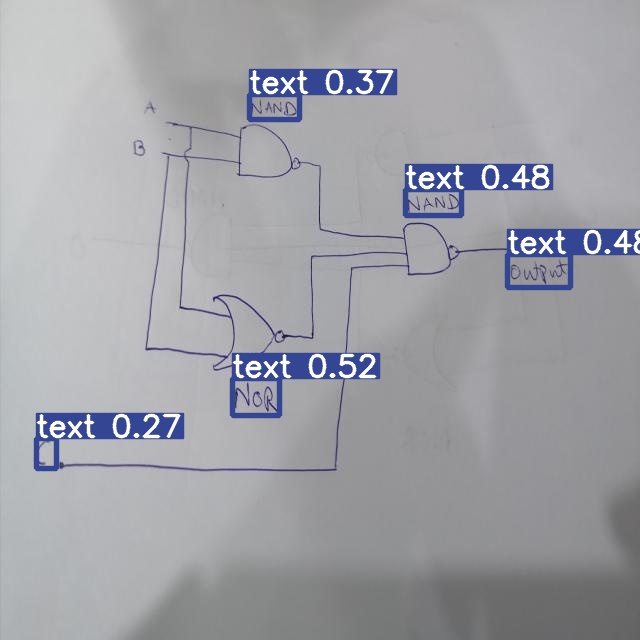 text 0.37
A
NAND
B
text 0.48
NAND
text 0.48
Output
text 0.52
NOR
text 0.27
C